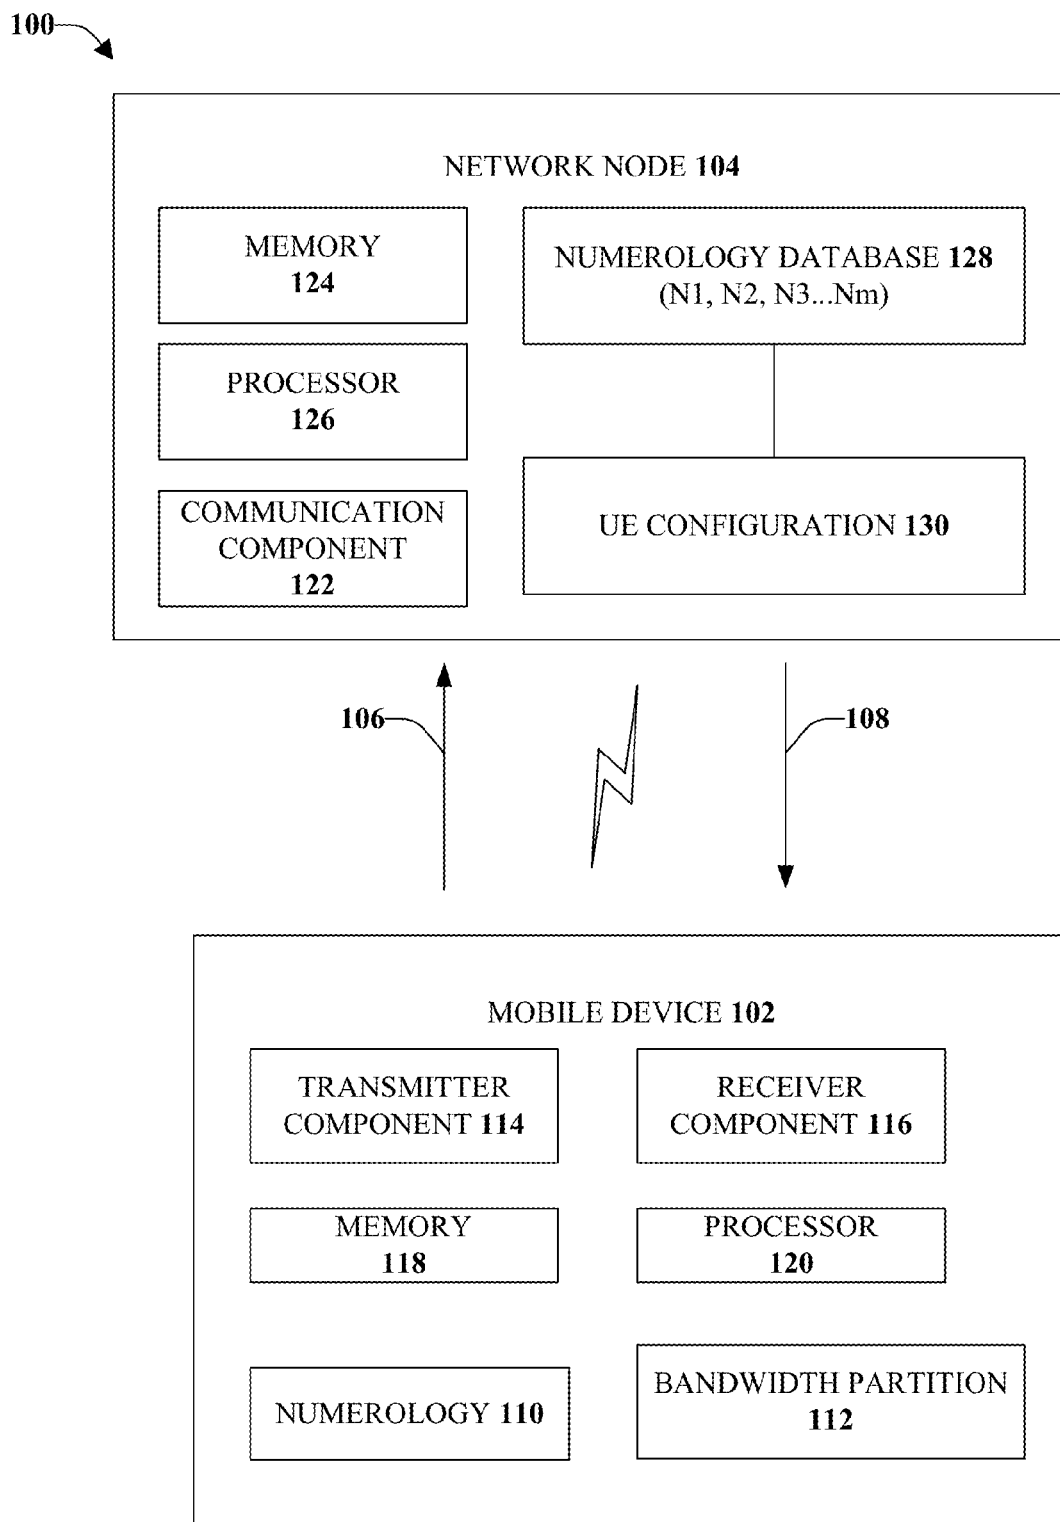 100
NETWORK NODE 104
MEMORY
124
NUMEROLOGY DATABASE 128
(N1, N2, N3...Nm)
PROCESSOR
126
COMMUNICATION
COMPONENT
122
UE CONFIGURATION 130
106
108
MOBILE DEVICE 102
TRANSMITTER
COMPONENT 114
RECEIVER
COMPONENT 116
MEMORY
118
PROCESSOR
120
NUMEROLOGY 110
BANDWIDTH PARTITION
112